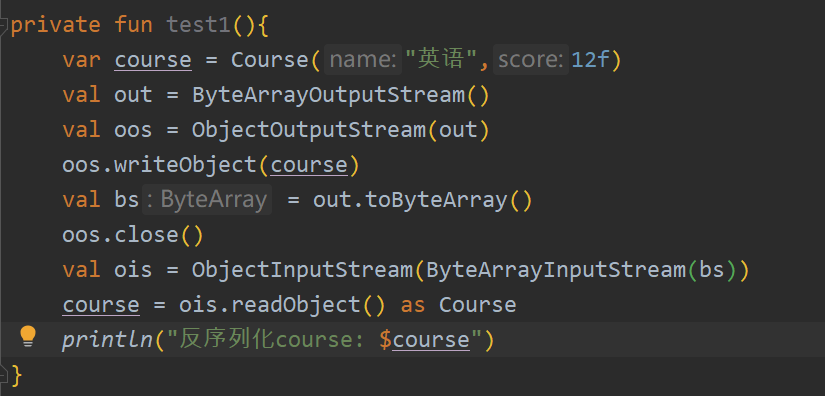 private fun test1(){
var course = Course( name: "英语", score: 12f)
val out = ByteArrayOutputStream()
val oos = ObjectOutputStream(out)
oos.writeObject(course)
val bs : ByteArray = out.toByteArray()
oos.close()
val ois = ObjectInputStream(ByteArrayInputStream(bs))
course = ois.readObject() as Course
println("反序列化course: $course")
}